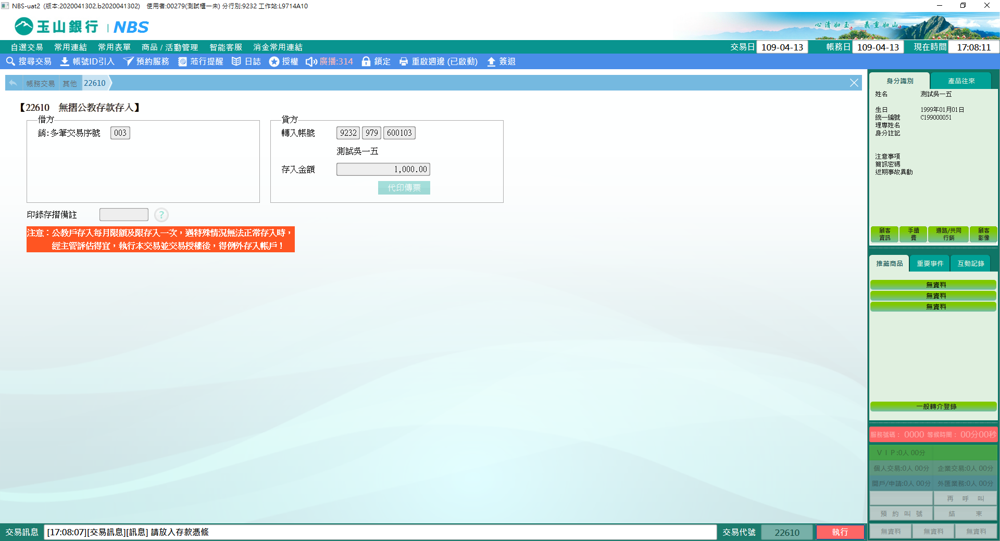 NBS-uat2 (版本:2020041302.b2020041302) 使用者:00279(測試櫃一未) 分行別:9232 工作站:L9714A10
玉山銀行 | NBS
心清如玉。義重如山。
自選交易 常用連結 常用表單 商品 / 活動管理 智能客服 消金常用連結 交易日 109-04-13 帳務日 109-04-13 現在時間 17:08:11
搜尋交易 帳號ID引入 預約服務 蒞行提醒 日誌 授權 廣播:314 鎖定 重啟週邊 (已啟動) 簽退
帳務交易 其他 22610
【22610 無摺公教存款存入】
借方
銷:多筆交易序號 003
貸方
轉入帳號 9232 979 600103
測試吳一五
存入金額 1,000.00
代印傳票
印錄存摺備註 ?
注意：公教戶存入每月限額及限存入一次，遇特殊情況無法正常存入時，
經主管評估得宜，執行本交易並交易授權後，得例外存入帳戶！
身分識別 產品往來
姓名 測試吳一五
生日 1999年01月01日
統一編號 C199000051
理專姓名
身分註記
注意事項
簡訊密碼
近期事故異動
顧客資訊 手續費 通路/共同行銷 顧客影像
推薦商品 重要事件 互動記錄
無資料
無資料
無資料
一般轉介登錄
服務號碼： 0000 等候時間： 00分00秒
ＶＩＰ:0人 00分
個人交易:0人 00分 企業交易:0人 00分
開戶/申請:0人 00分 外匯業務:0人 00分
再 呼 叫
預 約 叫 號 結 束
無資料 無資料 無資料
交易訊息 [17:08:07][交易訊息][訊息] 請放入存款憑條 交易代號 22610 執行